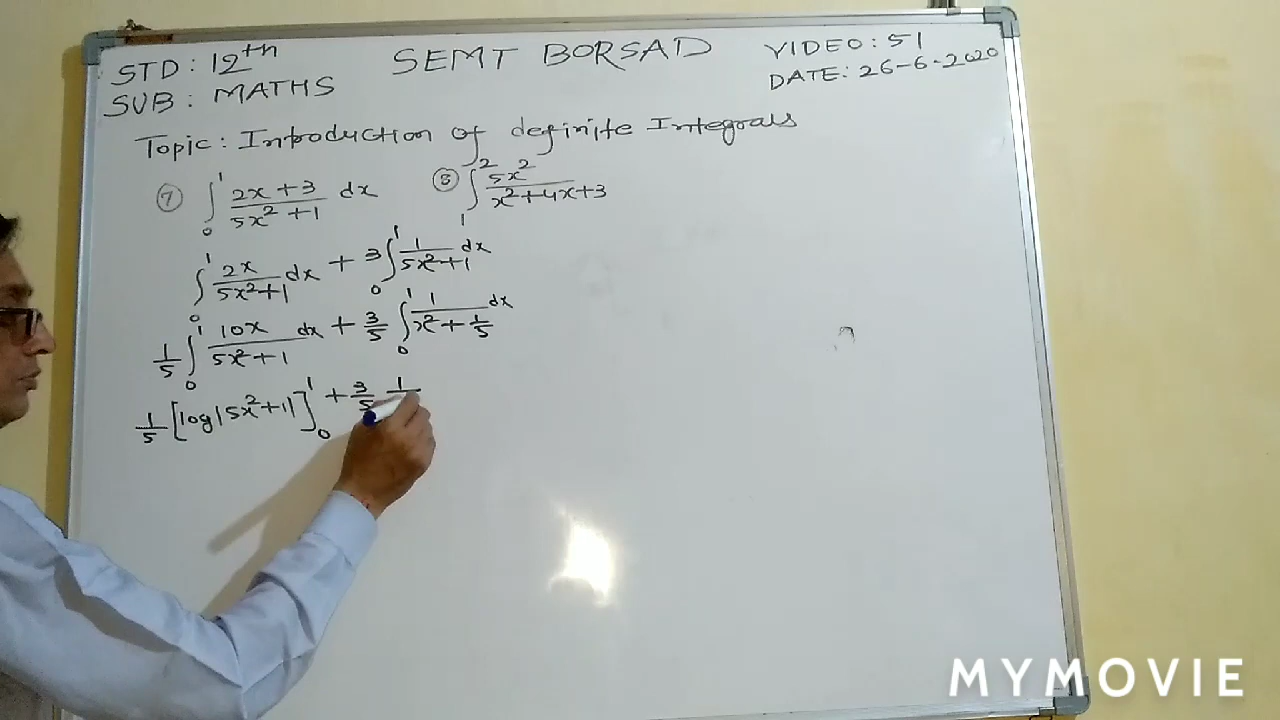 STD : 12th SEMT BORSAD VIDEO : 51
SUB : MATHS DATE : 26-6-2020
Topic : Introduction of definite Integrals
⑦ ∫₀¹ (2x + 3)/(5x² + 1) dx ⑧ ∫₁² 5x²/(x² + 4x + 3)
∫₀¹ 2x/(5x² + 1) dx + 3 ∫₀¹ 1/(5x² + 1) dx
1/5 ∫₀¹ 10x/(5x² + 1) dx + 3/5 ∫₀¹ 1/(x² + 1/5) dx
1/5 [log |5x² + 1|]₀¹ + 3/5 1
MYMOVIE